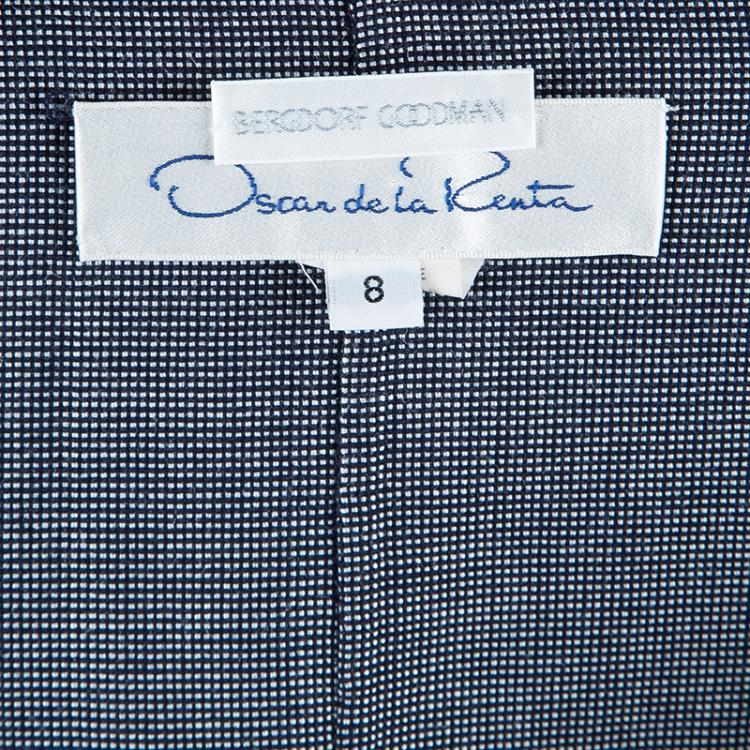 BERGDORF GOODMAN
Oscar de la Renta
8